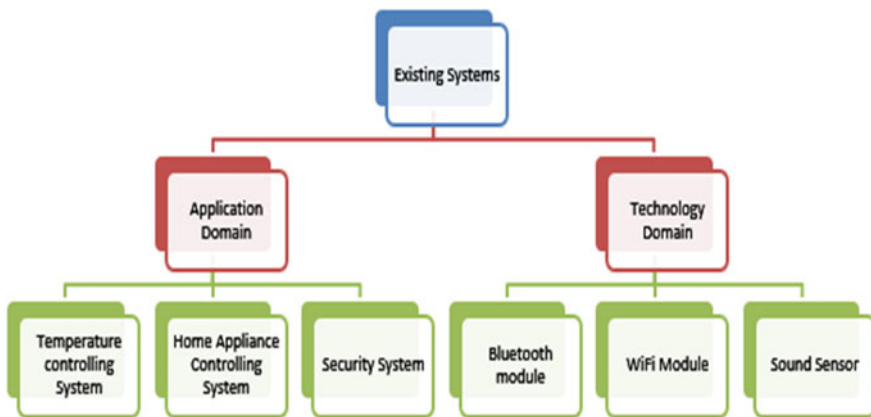 Existing Systems
Application
Domain
Technology
Domain
Temperature
controlling
System
Home Appliance
Controlling
System
Security System
Bluetooth
module
WiFi Module
Sound Sensor